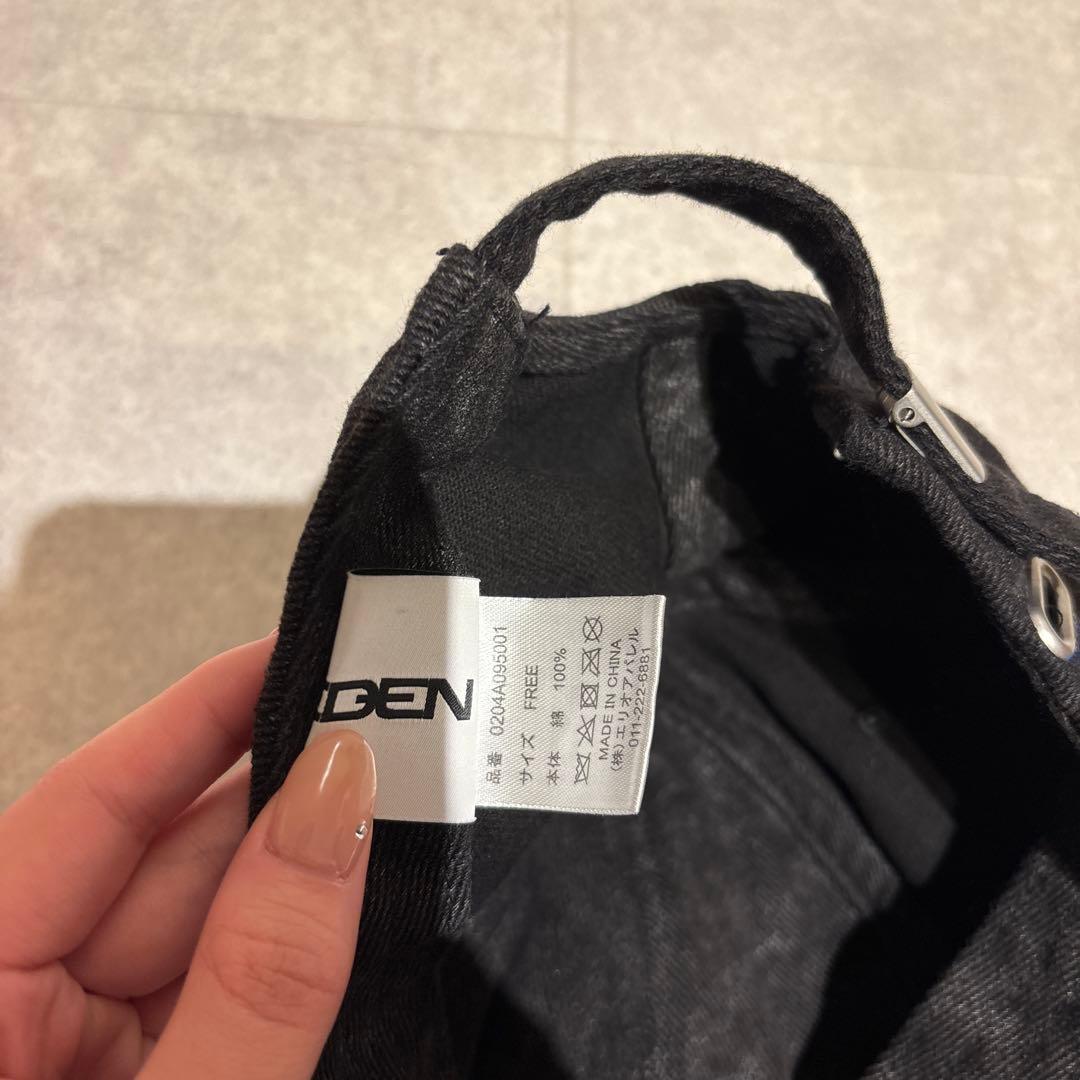 品番 0204A095001
サイズ FREE
本体 綿 100%
MADE IN CHINA
(株)エリオアパレル
011-222-6881